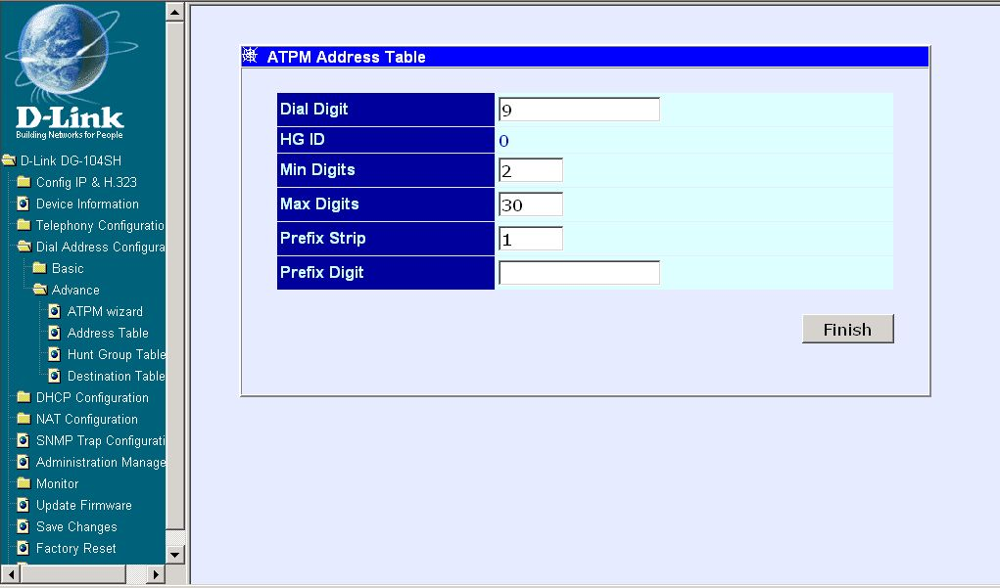 D-Link
Building Networks for People
D-Link DG-104SH
Config IP & H.323
Device Information
Telephony Configuratio
Dial Address Configura
Basic
Advance
ATPM wizard
Address Table
Hunt Group Table
Destination Table
DHCP Configuration
NAT Configuration
SNMP Trap Configurati
Administration Manage
Monitor
Update Firmware
Save Changes
Factory Reset
ATPM Address Table
Dial Digit 9
HG ID 0
Min Digits 2
Max Digits 30
Prefix Strip 1
Prefix Digit
Finish